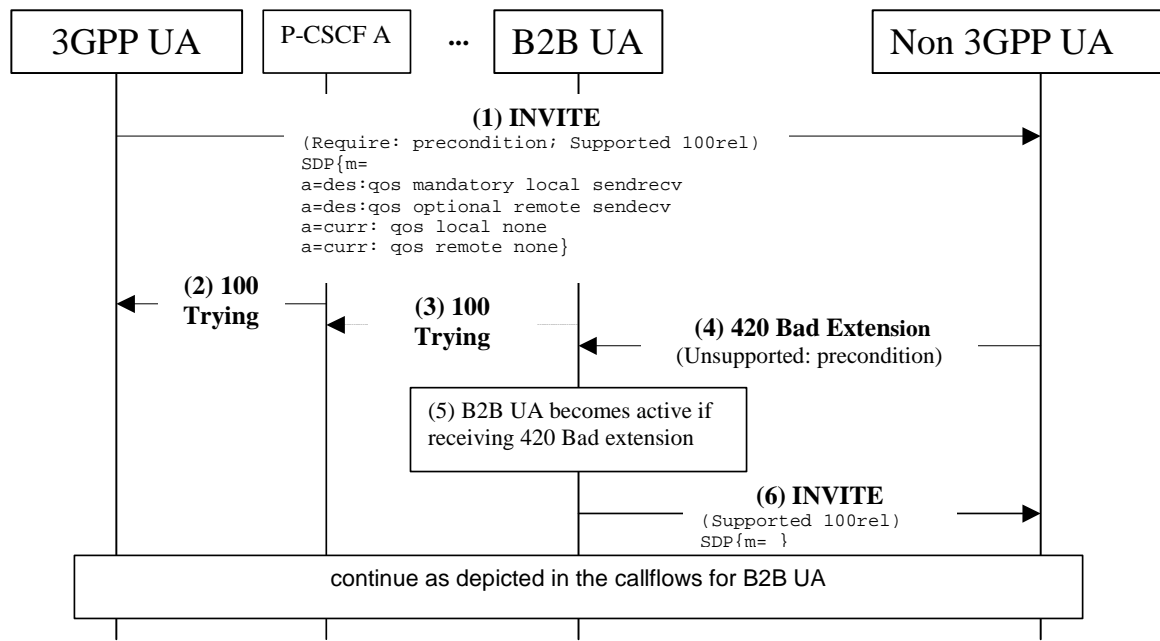 3GPP UA
P-CSCF A
...
B2B UA
Non 3GPP UA
(1) INVITE
(Require: precondition; Supported 100rel)
SDP{m=
a=des:qos mandatory local sendrecv
a=des:qos optional remote sendecv
a=curr: qos local none
a=curr: qos remote none}
(2) 100
Trying
(3) 100
Trying
(4) 420 Bad Extension
(Unsupported: precondition)
(5) B2B UA becomes active if
receiving 420 Bad extension
(6) INVITE
(Supported 100rel)
SDP{m= }
continue as depicted in the callflows for B2B UA